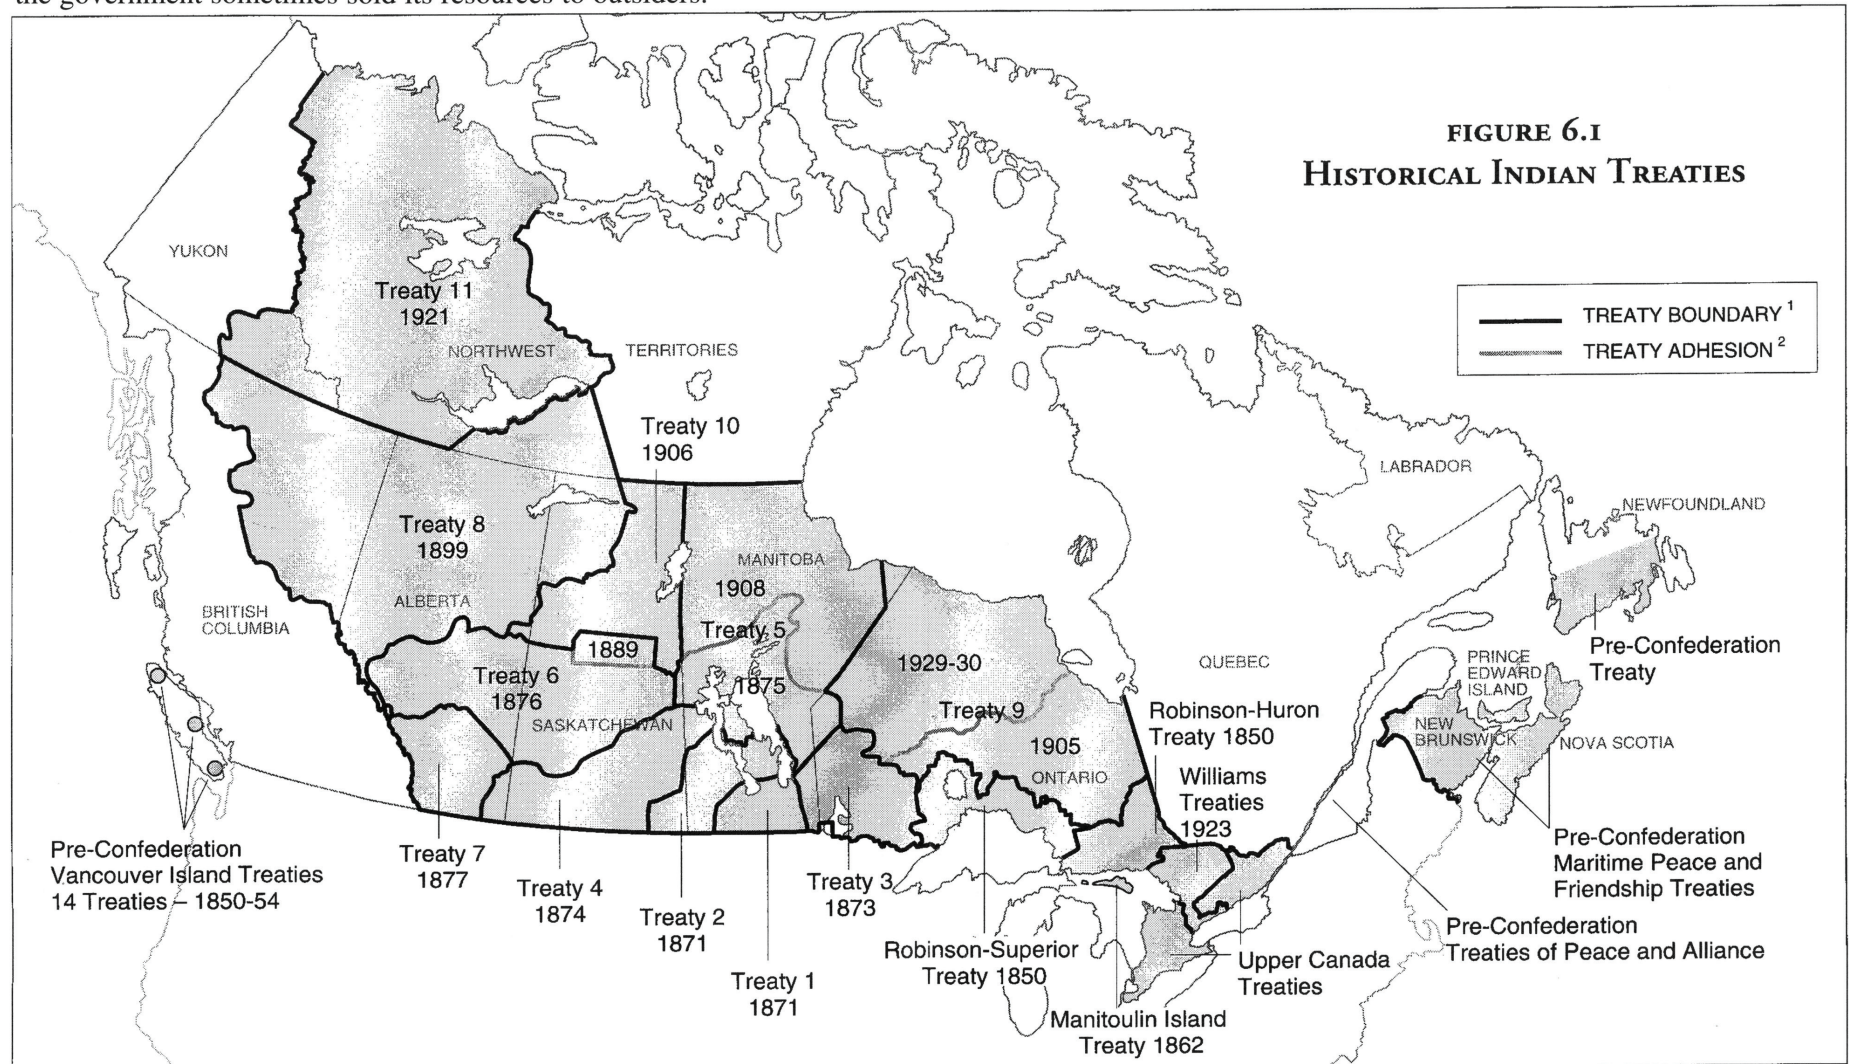 the government sometimes sold its resources to outsiders.
FIGURE 6.1
HISTORICAL INDIAN TREATIES
TREATY BOUNDARY 1
TREATY ADHESION 2
YUKON
Treaty 11
1921
NORTHWEST TERRITORIES
Treaty 10
1906
LABRADOR
NEWFOUNDLAND
Treaty 8
1899
MANITOBA
1908
ALBERTA
BRITISH
COLUMBIA
Treaty 5
1889
1929-30
QUEBEC
Pre-Confederation
Treaty
PRINCE
EDWARD
ISLAND
Treaty 6
1876
1875
SASKATCHEWAN
Treaty 9
1905
ONTARIO
Robinson-Huron
Treaty 1850
NEW
BRUNSWICK
NOVA SCOTIA
Williams
Treaties
1923
Pre-Confederation
Vancouver Island Treaties
14 Treaties – 1850-54
Treaty 7
1877
Treaty 4
1874
Treaty 2
1871
Treaty 1
1871
Treaty 3
1873
Robinson-Superior
Treaty 1850
Manitoulin Island
Treaty 1862
Upper Canada
Treaties
Pre-Confederation
Maritime Peace and
Friendship Treaties
Pre-Confederation
Treaties of Peace and Alliance